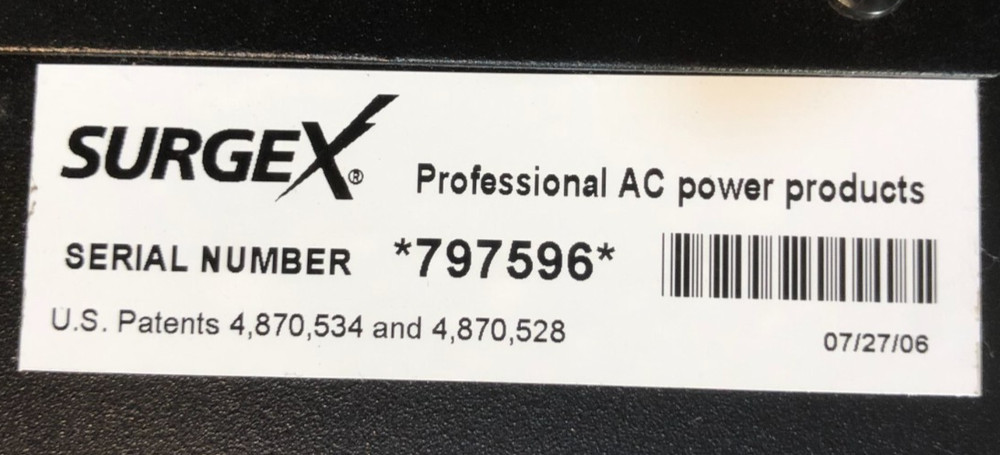 SURGEX®
Professional AC power products
SERIAL NUMBER *797596*
U.S. Patents 4,870,534 and 4,870,528
07/27/06